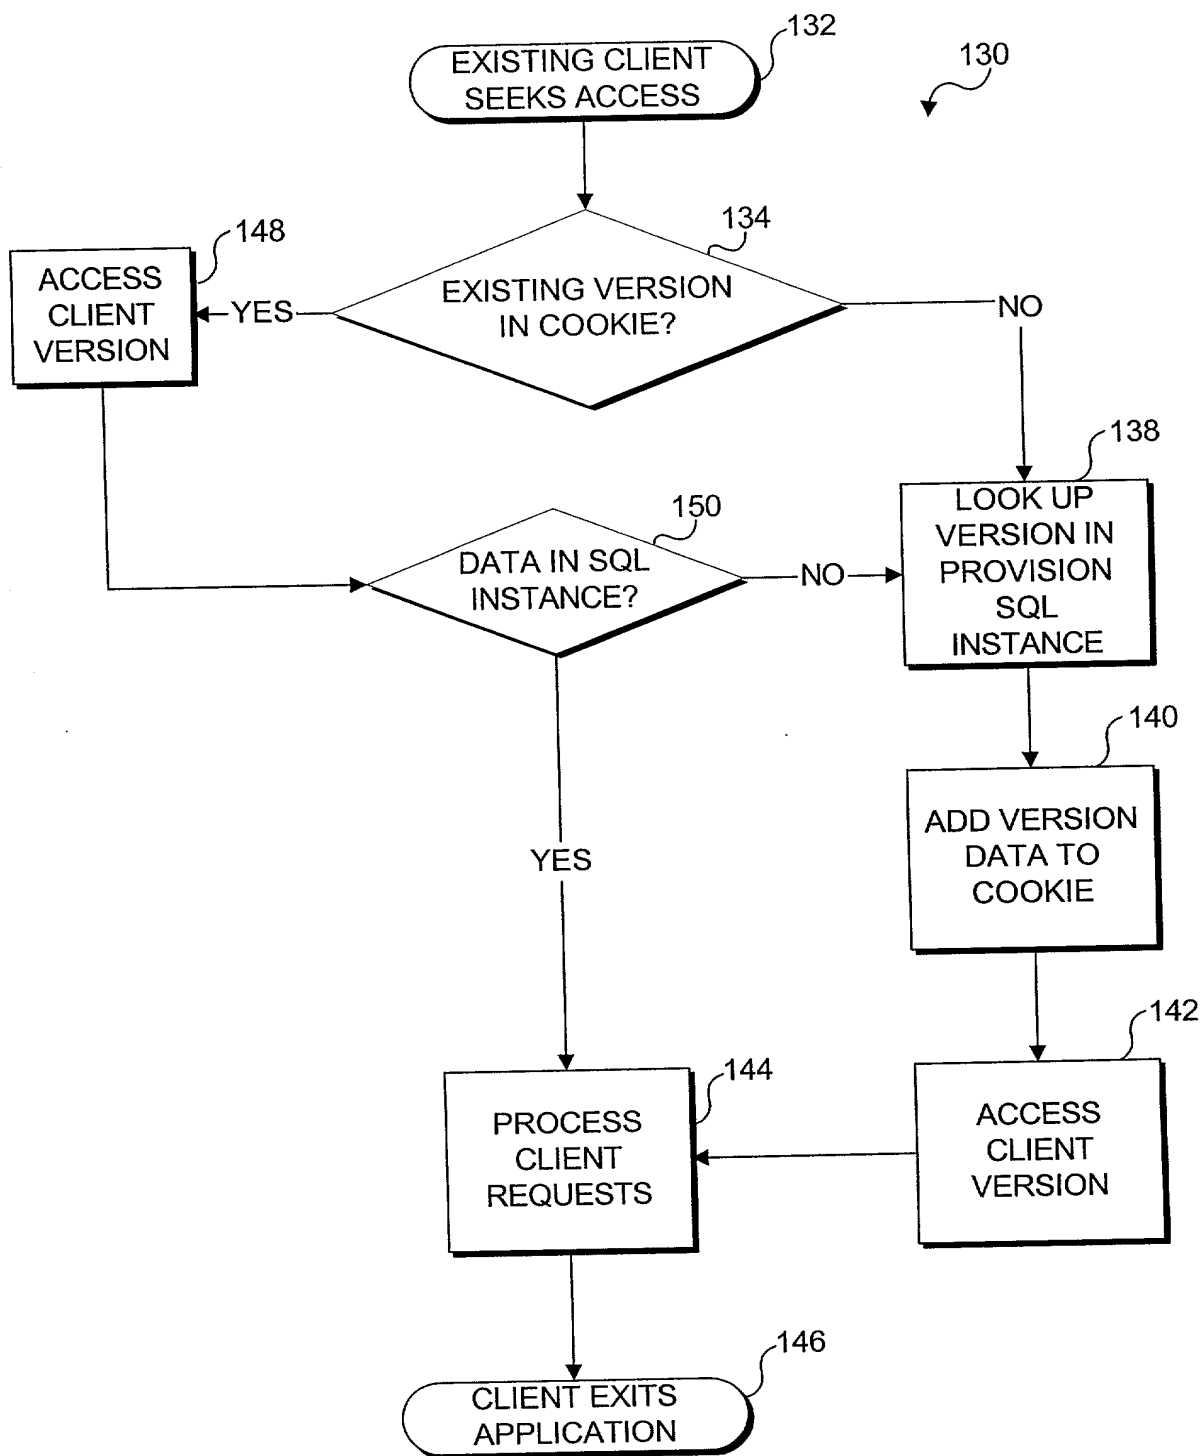 132
EXISTING CLIENT
SEEKS ACCESS
130
148
134
ACCESS
CLIENT
VERSION
YES
EXISTING VERSION
IN COOKIE?
NO
138
150
LOOK UP
VERSION IN
PROVISION
SQL
INSTANCE
DATA IN SQL
INSTANCE?
NO
140
ADD VERSION
DATA TO
COOKIE
YES
142
144
ACCESS
CLIENT
VERSION
PROCESS
CLIENT
REQUESTS
146
CLIENT EXITS
APPLICATION